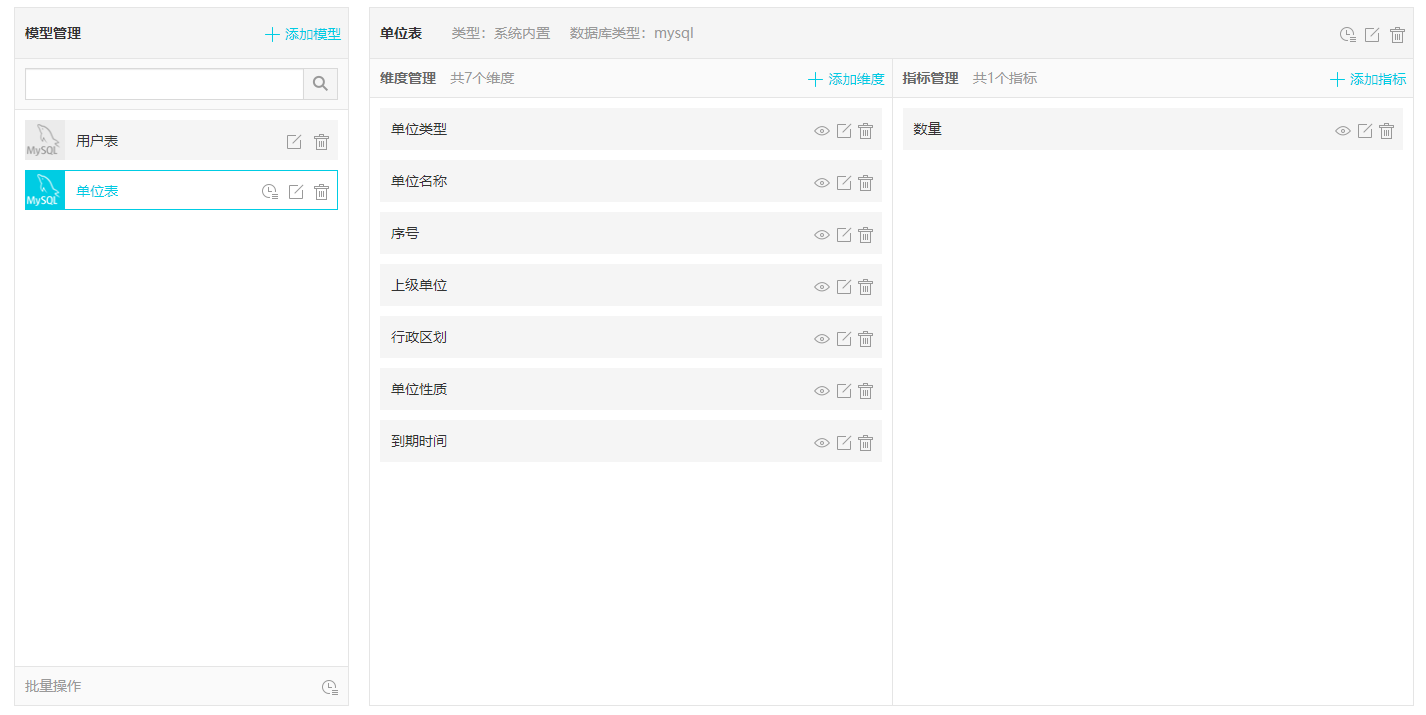 模型管理
添加模型
MySQL 用户表
MySQL 单位表
批量操作
单位表 类型：系统内置 数据库类型：mysql
维度管理 共7个维度 添加维度
单位类型
单位名称
序号
上级单位
行政区划
单位性质
到期时间
指标管理 共1个指标 添加指标
数量